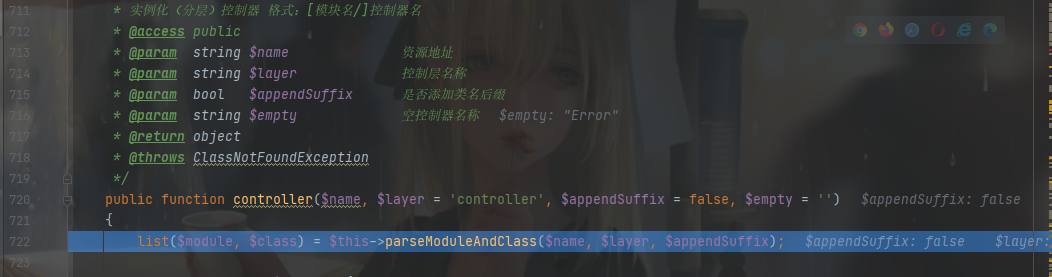 711 * 实例化（分层）控制器 格式：[模块名/]控制器名
712 * @access public
713 * @param string $name 资源地址
714 * @param string $layer 控制层名称
715 * @param bool $appendSuffix 是否添加类名后缀
716 * @param string $empty 空控制器名称 $empty: "Error"
717 * @return object
718 * @throws ClassNotFoundException
719 */
720 public function controller($name, $layer = 'controller', $appendSuffix = false, $empty = '') $appendSuffix: false
721 {
722 list($module, $class) = $this->parseModuleAndClass($name, $layer, $appendSuffix); $appendSuffix: false $layer:
723